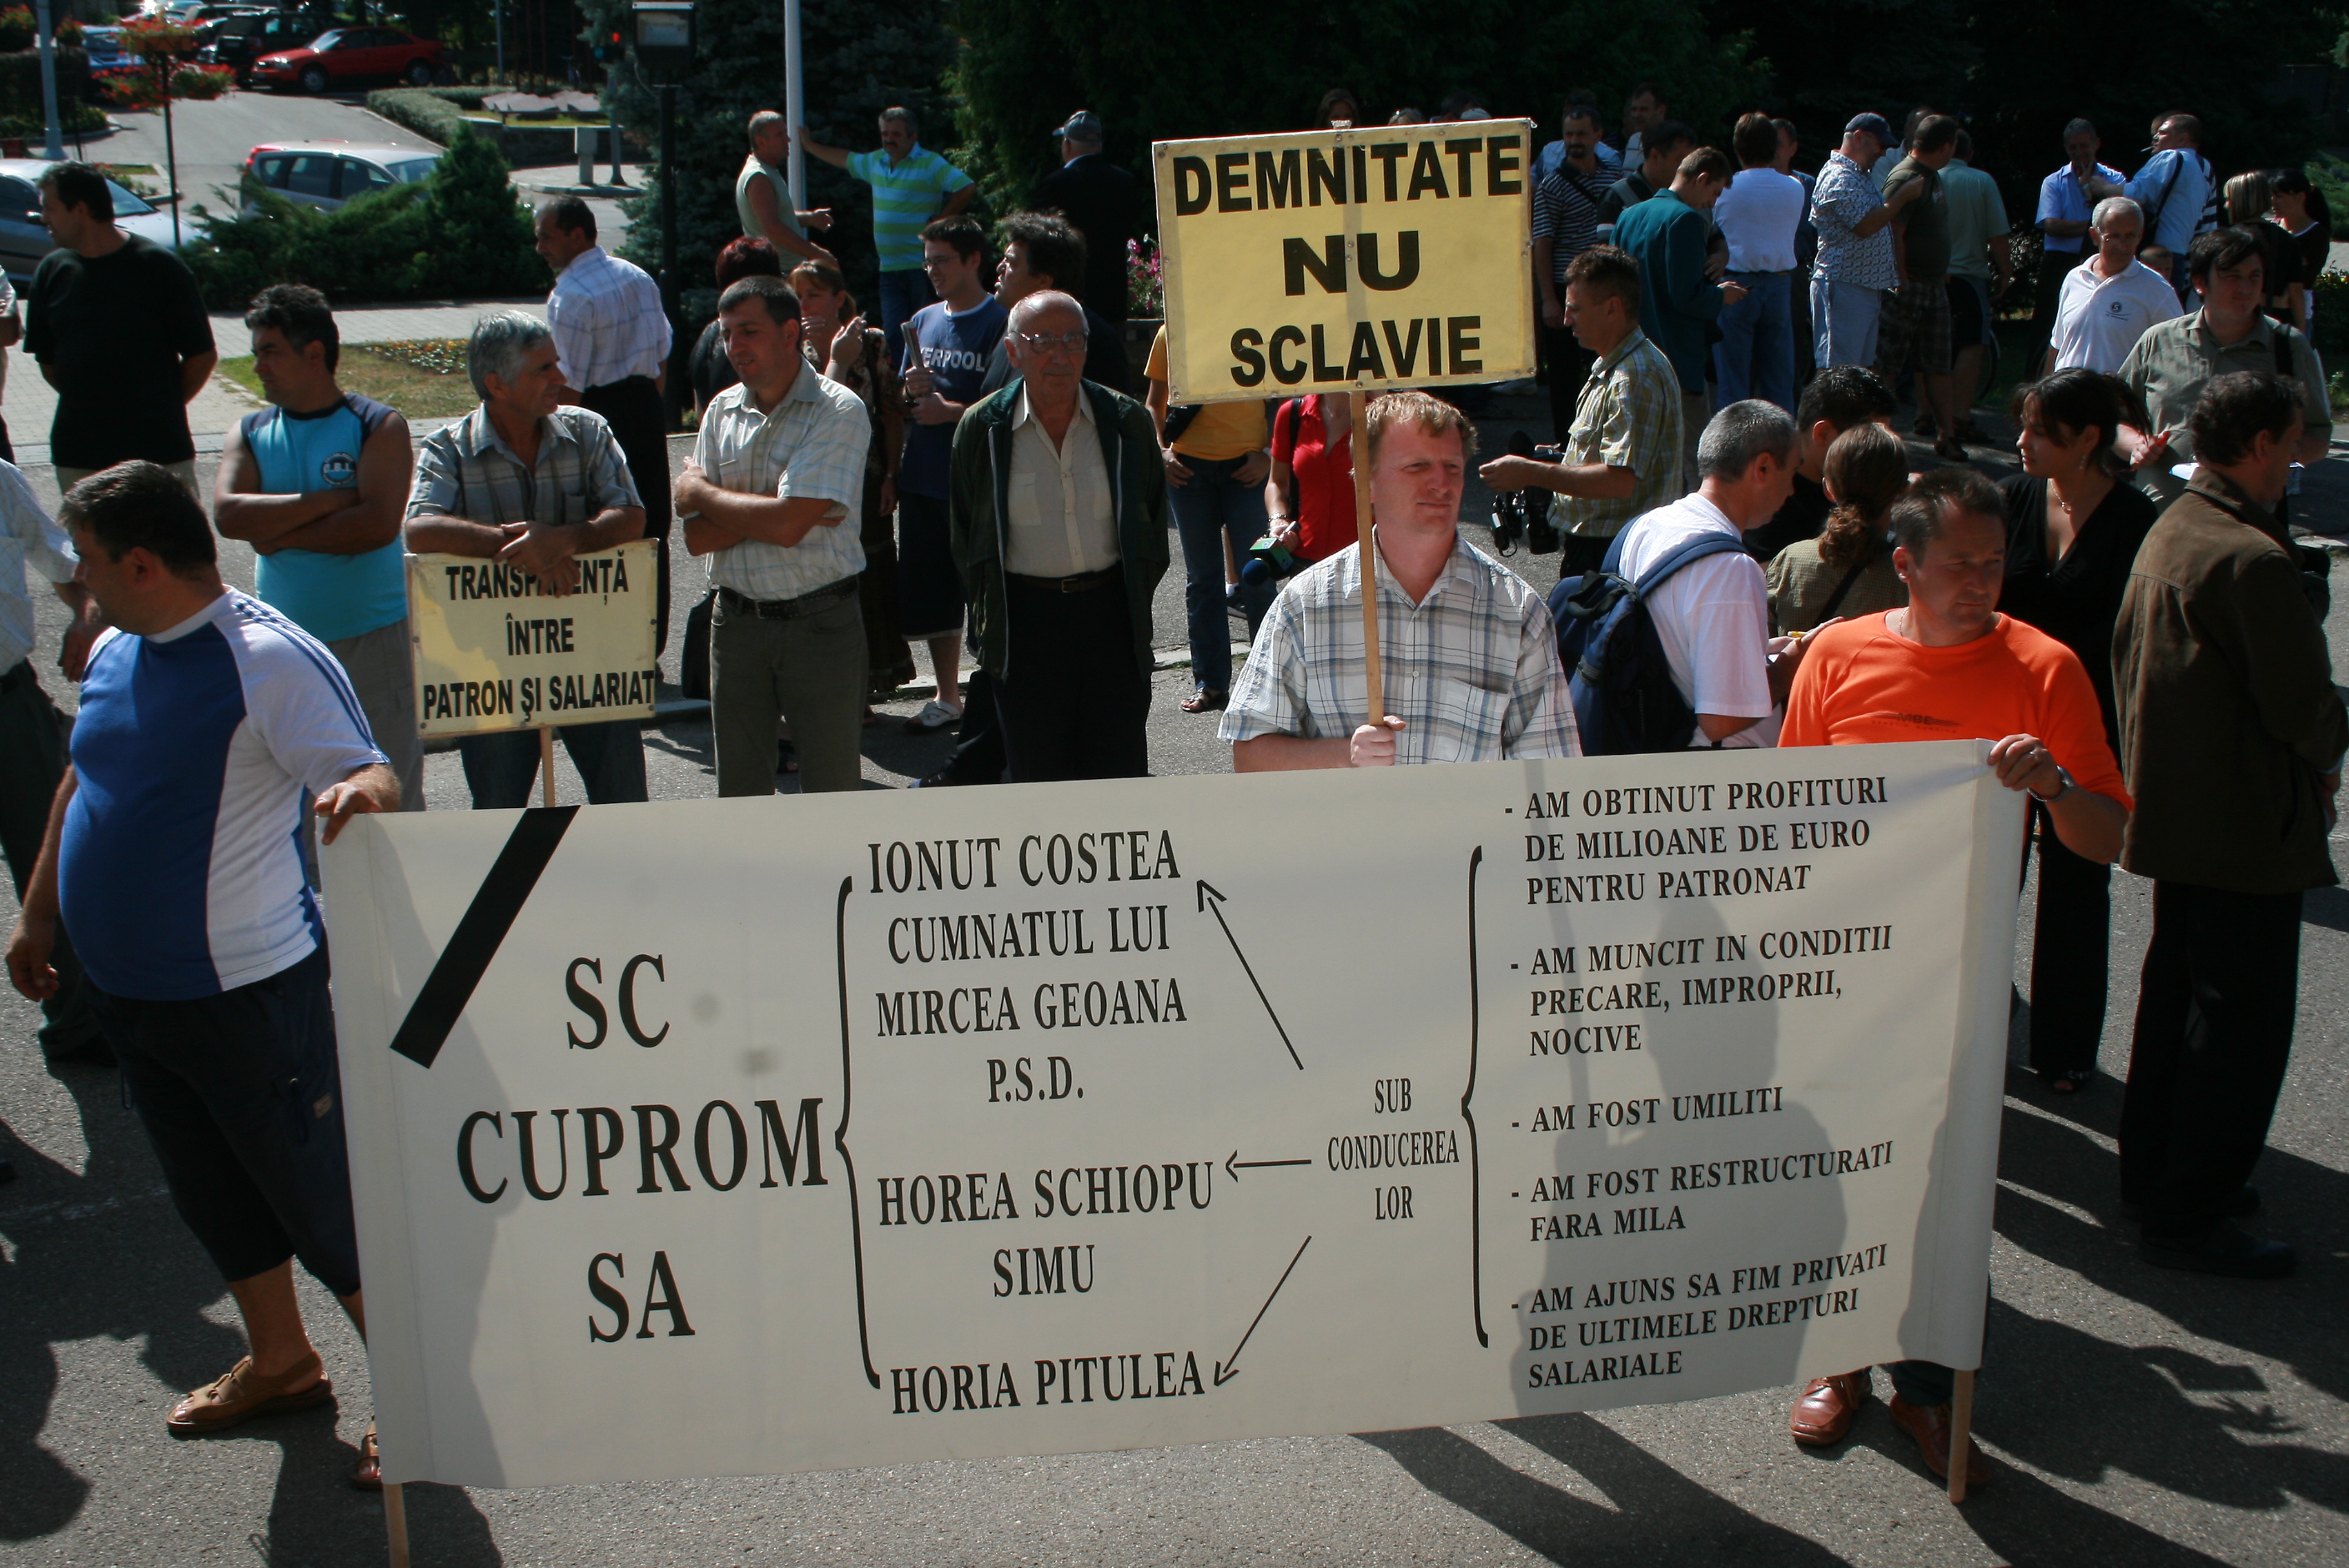 DEMNITATE
NU
SCLAVIE
ERPOOL
TRANSPARENȚĂ
ÎNTRE
PATRON ȘI SALARIAT
SC
CUPROM
SA
IONUT COSTEA
CUMNATUL LUI
MIRCEA GEOANA
P.S.D.
HOREA SCHIOPU
SIMU
HORIA PITULEA
SUB
CONDUCEREA
LOR
- AM OBTINUT PROFITURI
DE MILIOANE DE EURO
PENTRU PATRONAT
- AM MUNCIT IN CONDITII
PRECARE, IMPROPRII,
NOCIVE
- AM FOST UMILITI
- AM FOST RESTRUCTURATI
FARA MILA
- AM AJUNS SA FIM PRIVATI
DE ULTIMELE DREPTURI
SALARIALE